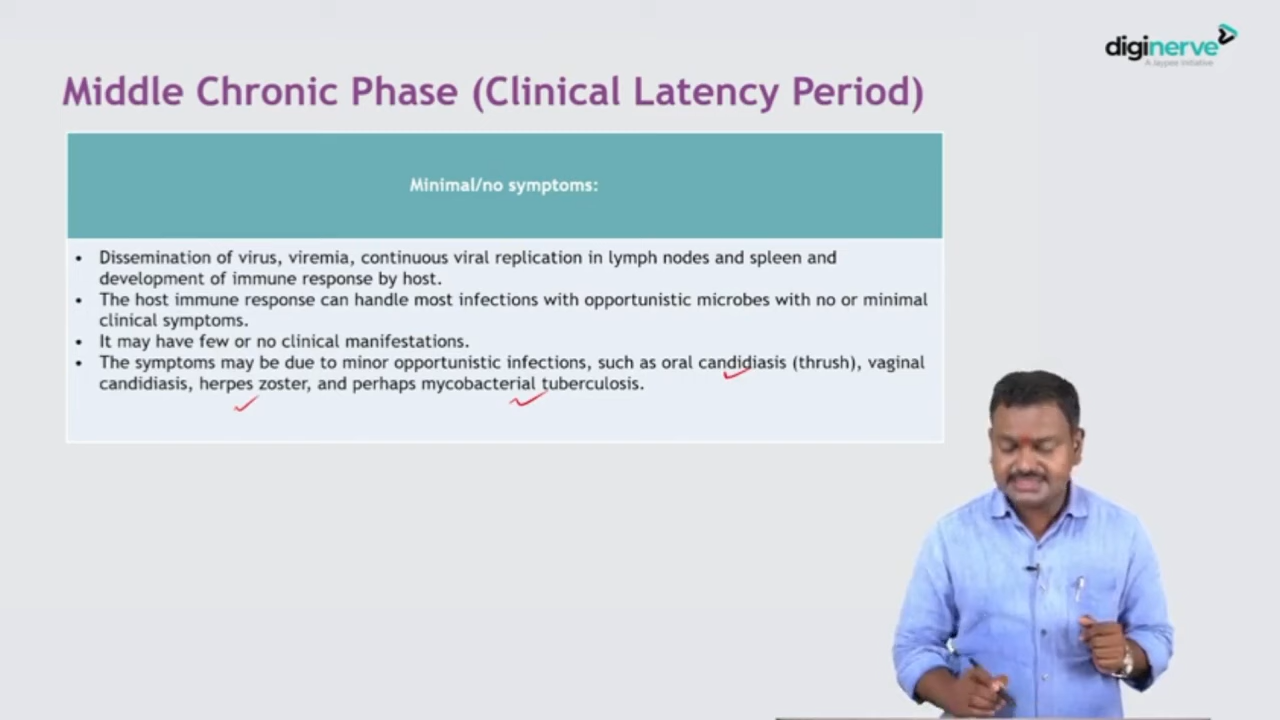 diginerve
A Jaypee Initiative
Middle Chronic Phase (Clinical Latency Period)
Minimal/no symptoms:
• Dissemination of virus, viremia, continuous viral replication in lymph nodes and spleen and
development of immune response by host.
• The host immune response can handle most infections with opportunistic microbes with no or minimal
clinical symptoms.
• It may have few or no clinical manifestations.
• The symptoms may be due to minor opportunistic infections, such as oral candidiasis (thrush), vaginal
candidiasis, herpes zoster, and perhaps mycobacterial tuberculosis.